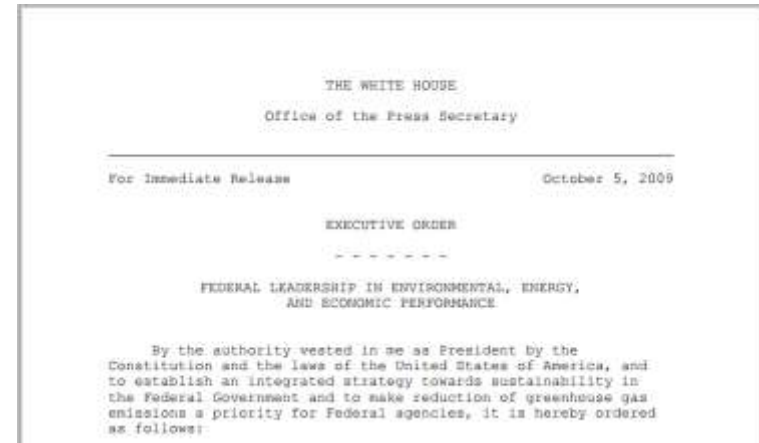 THE WHITE HOUSE
Office of the Press Secretary
For Immediate Release October 5, 2009
EXECUTIVE ORDER
- - - - - - -
FEDERAL LEADERSHIP IN ENVIRONMENTAL, ENERGY,
AND ECONOMIC PERFORMANCE
By the authority vested in me as President by the
Constitution and the laws of the United States of America, and
to establish an integrated strategy towards sustainability in
the Federal Government and to make reduction of greenhouse gas
emissions a priority for Federal agencies, it is hereby ordered
as follows: